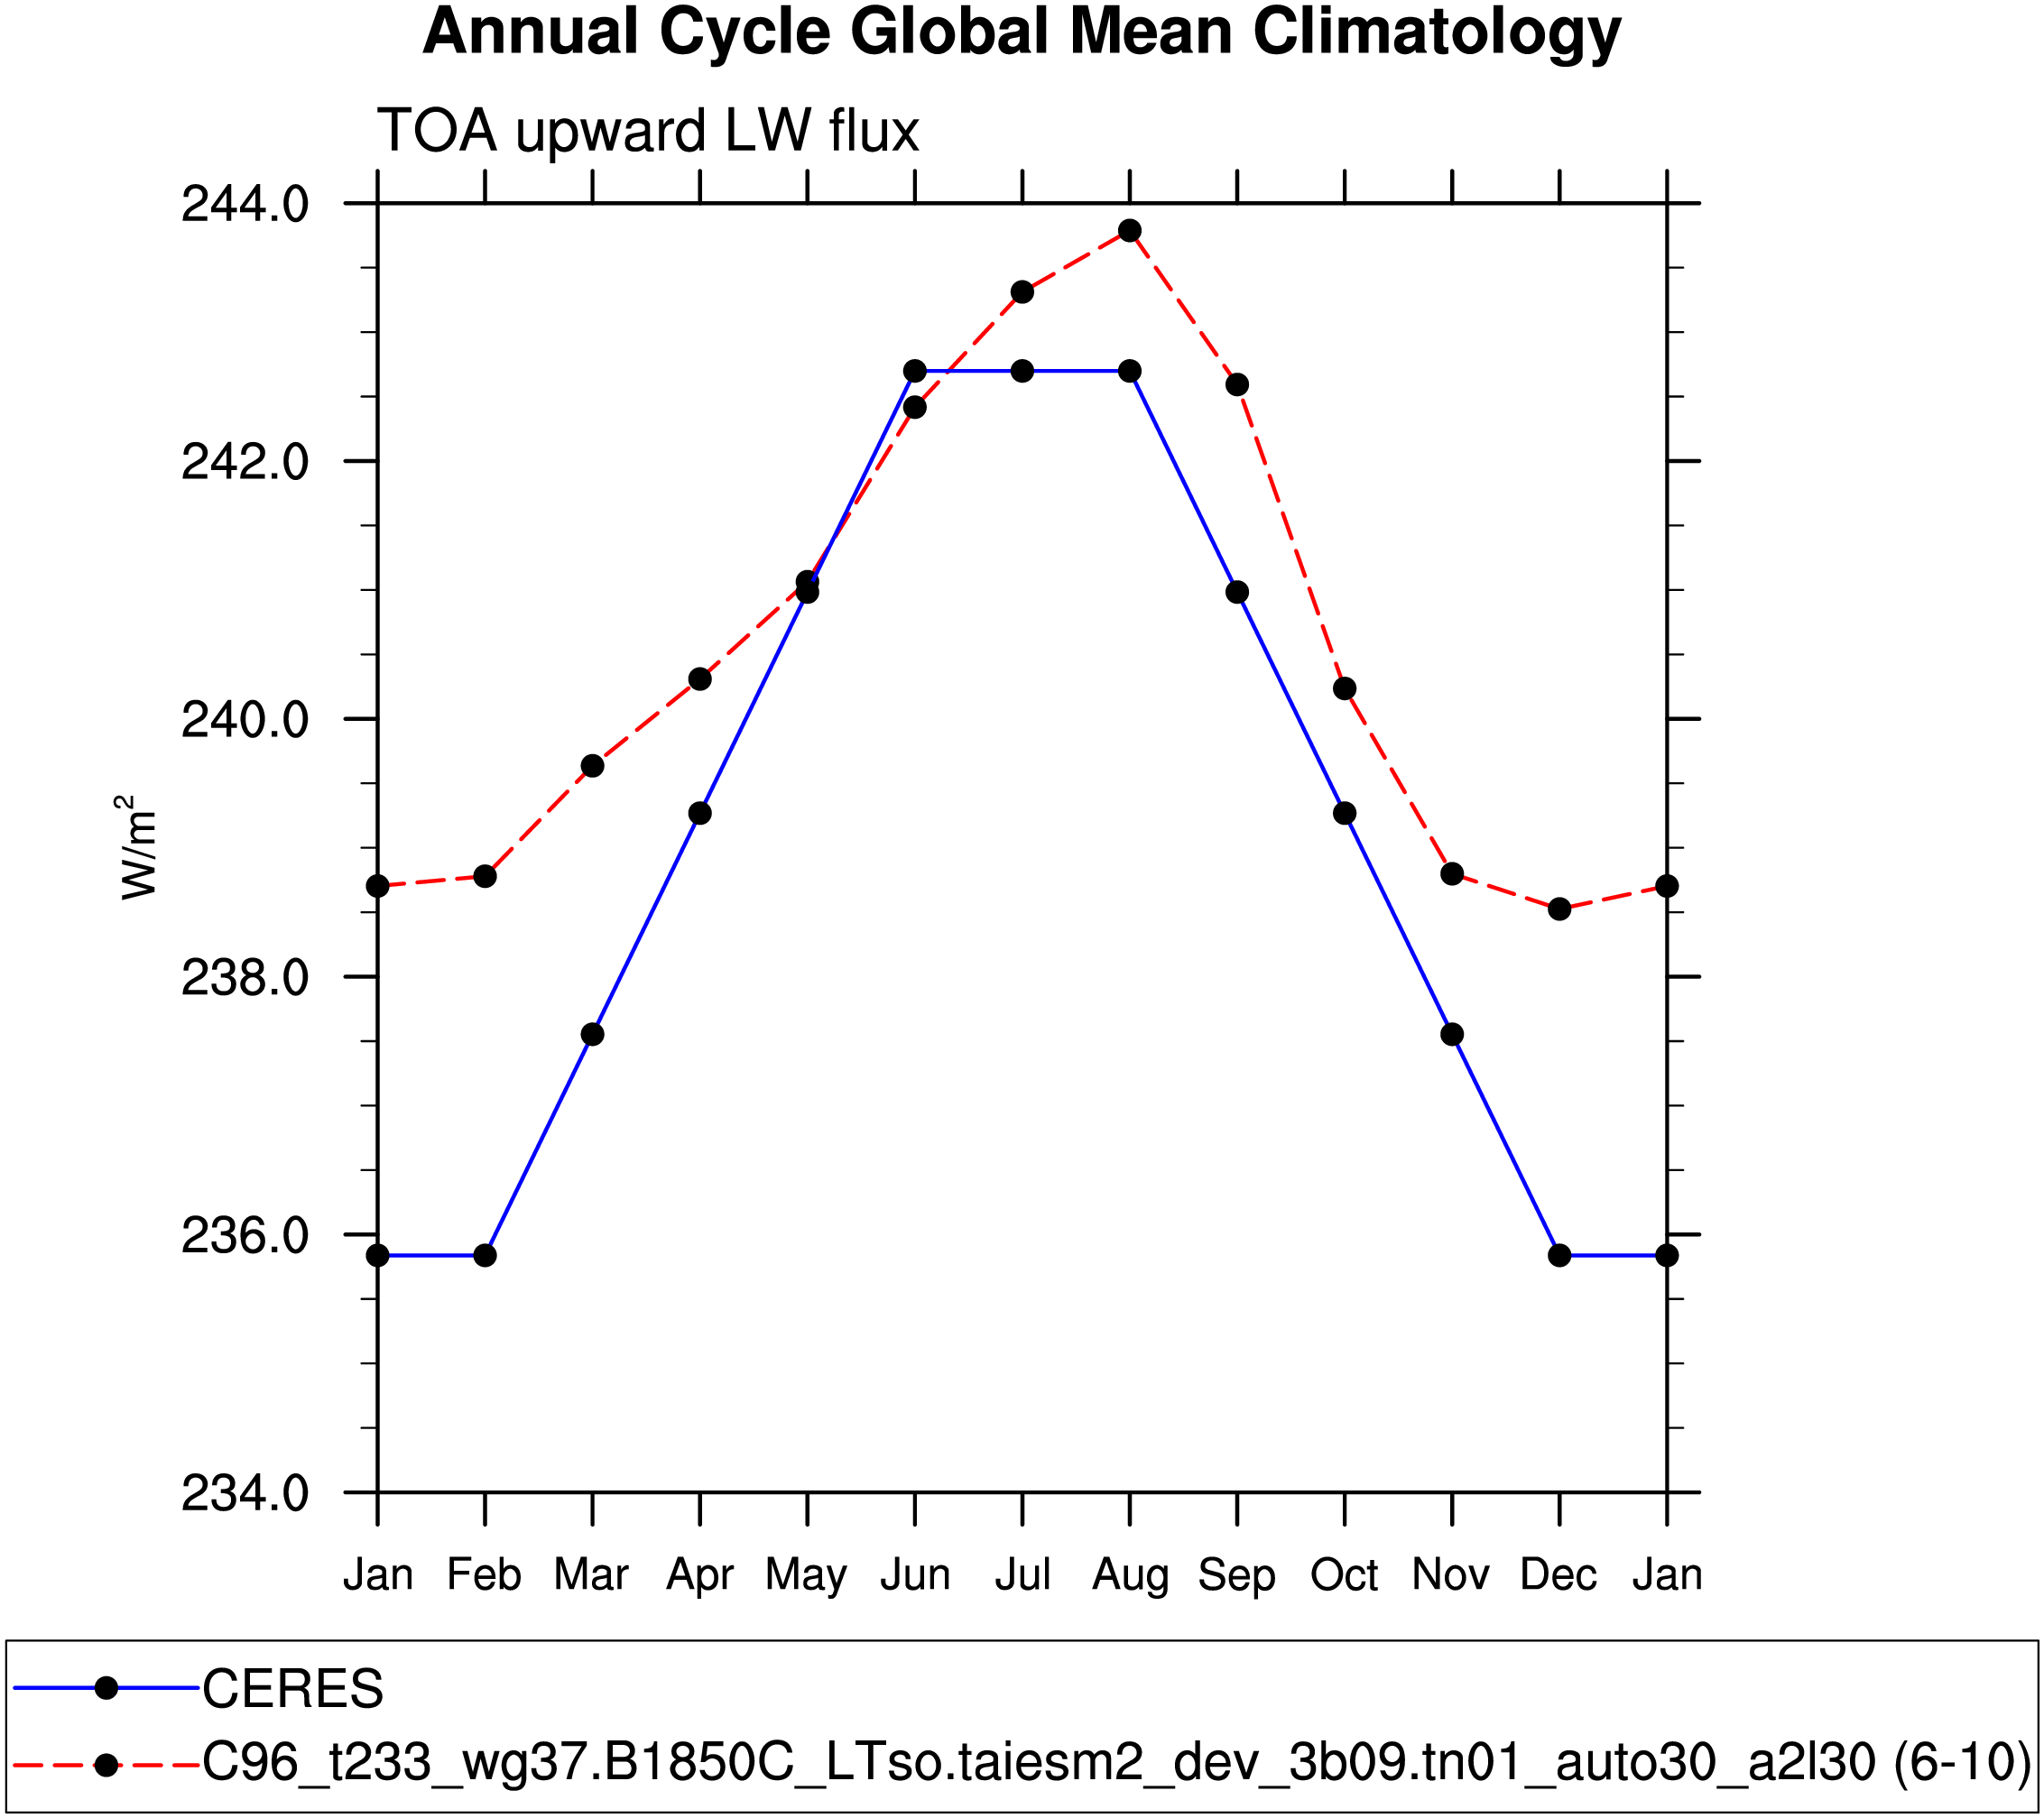 Annual Cycle Global Mean Climatology
TOA upward LW flux
244.0
242.0
240.0
238.0
236.0
234.0
W/m²
Jan Feb Mar Apr May Jun Jul Aug Sep Oct Nov Dec Jan
CERES
C96_t233_wg37.B1850C_LTso.taiesm2_dev_3b09.tn01_auto30_a2l30 (6-10)